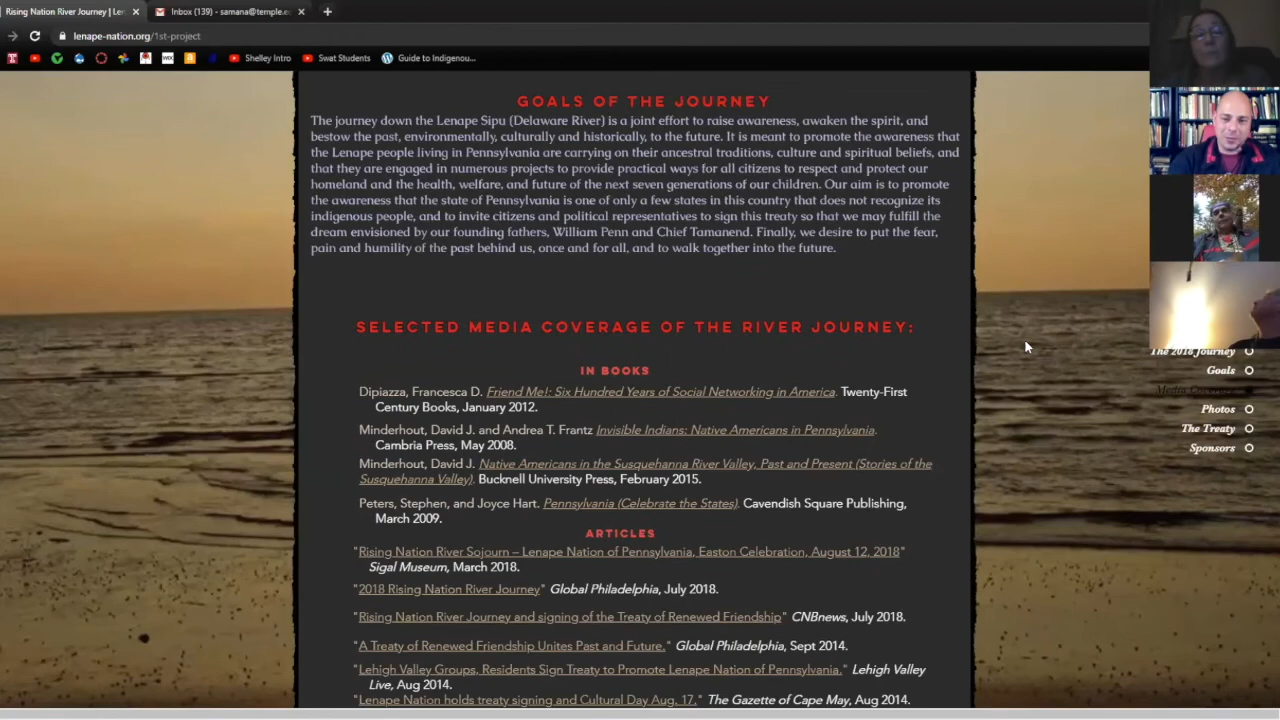 Rising Nation River Journey | Len
Inbox (139) - samana@temple.e
lenape-nation.org/1st-project
Shelley Intro
Swat Students
Guide to Indigenou...
GOALS OF THE JOURNEY
The journey down the Lenape Sipu (Delaware River) is a joint effort to raise awareness, awaken the spirit, and
bestow the past, environmentally, culturally and historically, to the future. It is meant to promote the awareness that
the Lenape people living in Pennsylvania are carrying on their ancestral traditions, culture and spiritual beliefs, and
that they are engaged in numerous projects to provide practical ways for all citizens to respect and protect our
homeland and the health, welfare, and future of the next seven generations of our children. Our aim is to promote
the awareness that the state of Pennsylvania is one of only a few states in this country that does not recognize its
indigenous people, and to invite citizens and political representatives to sign this treaty so that we may fulfill the
dream envisioned by our founding fathers, William Penn and Chief Tamanend. Finally, we desire to put the fear,
pain and humility of the past behind us, once and for all, and to walk together into the future.
SELECTED MEDIA COVERAGE OF THE RIVER JOURNEY:
IN BOOKS
Dipiazza, Francesca D. Friend Me!: Six Hundred Years of Social Networking in America. Twenty-First
Century Books, January 2012.
Minderhout, David J. and Andrea T. Frantz Invisible Indians: Native Americans in Pennsylvania.
Cambria Press, May 2008.
Minderhout, David J. Native Americans in the Susquehanna River Valley, Past and Present (Stories of the
Susquehanna Valley). Bucknell University Press, February 2015.
Peters, Stephen, and Joyce Hart. Pennsylvania (Celebrate the States). Cavendish Square Publishing,
March 2009.
ARTICLES
"Rising Nation River Sojourn – Lenape Nation of Pennsylvania, Easton Celebration, August 12, 2018"
Sigal Museum, March 2018.
"2018 Rising Nation River Journey" Global Philadelphia, July 2018.
"Rising Nation River Journey and signing of the Treaty of Renewed Friendship" CNBnews, July 2018.
"A Treaty of Renewed Friendship Unites Past and Future." Global Philadelphia, Sept 2014.
"Lehigh Valley Groups, Residents Sign Treaty to Promote Lenape Nation of Pennsylvania." Lehigh Valley
Live, Aug 2014.
"Lenape Nation holds treaty signing and Cultural Day Aug. 17." The Gazette of Cape May, Aug 2014.
The 2018 Journey
Goals
Media Coverage
Photos
The Treaty
Sponsors